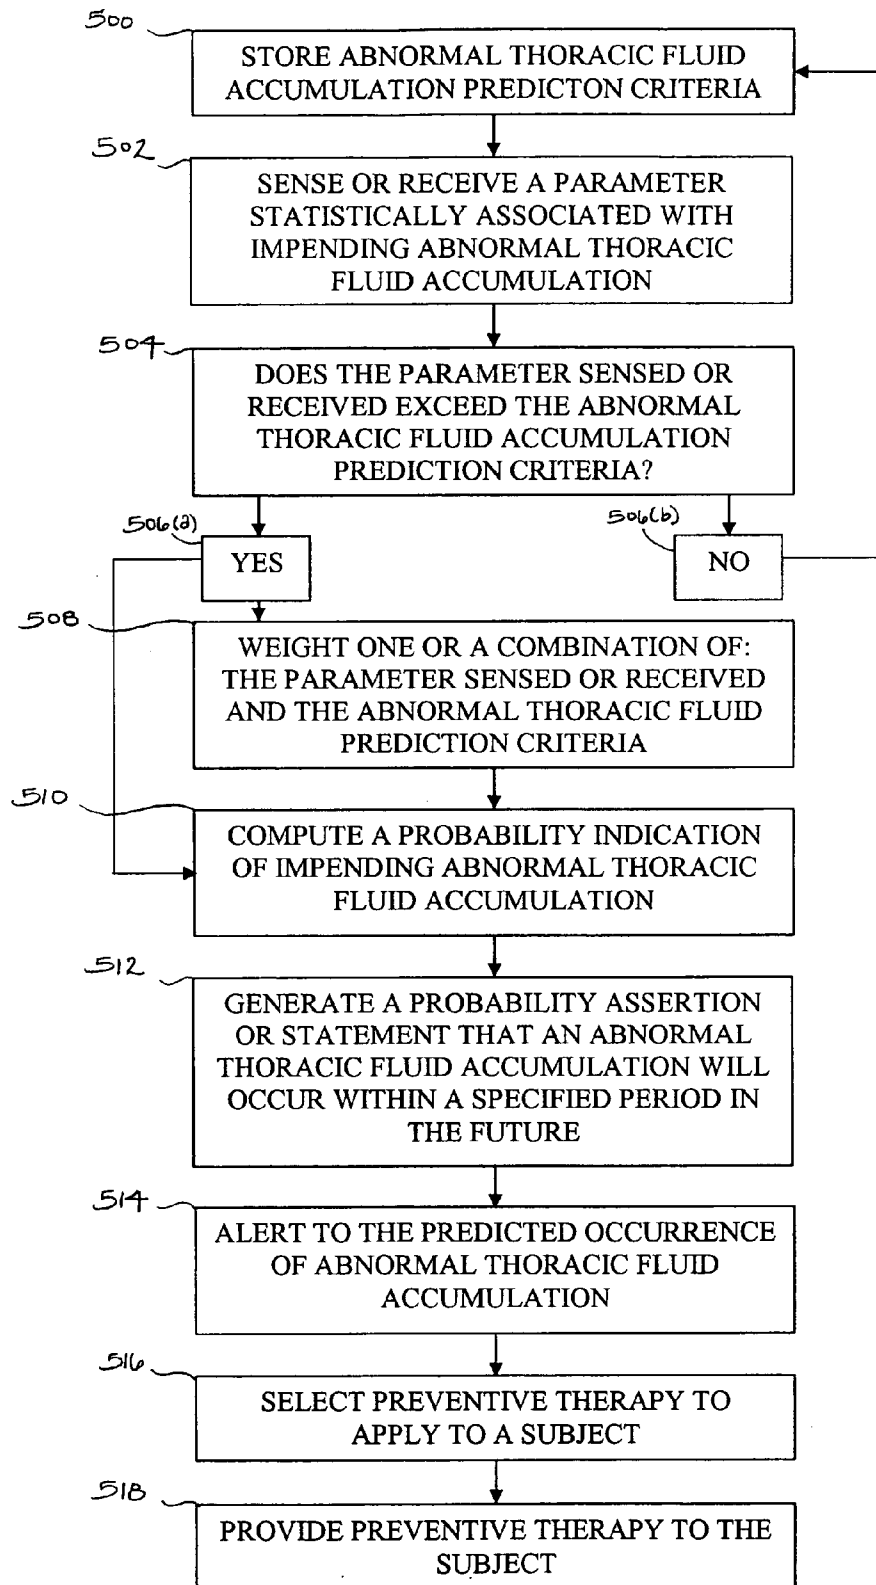 500
STORE ABNORMAL THORACIC FLUID
ACCUMULATION PREDICTON CRITERIA
502
SENSE OR RECEIVE A PARAMETER
STATISTICALLY ASSOCIATED WITH
IMPENDING ABNORMAL THORACIC
FLUID ACCUMULATION
504
DOES THE PARAMETER SENSED OR
RECEIVED EXCEED THE ABNORMAL
THORACIC FLUID ACCUMULATION
PREDICTION CRITERIA?
506(a)
YES
506(b)
NO
508
WEIGHT ONE OR A COMBINATION OF:
THE PARAMETER SENSED OR RECEIVED
AND THE ABNORMAL THORACIC FLUID
PREDICTION CRITERIA
510
COMPUTE A PROBABILITY INDICATION
OF IMPENDING ABNORMAL THORACIC
FLUID ACCUMULATION
512
GENERATE A PROBABILITY ASSERTION
OR STATEMENT THAT AN ABNORMAL
THORACIC FLUID ACCUMULATION WILL
OCCUR WITHIN A SPECIFIED PERIOD IN
THE FUTURE
514
ALERT TO THE PREDICTED OCCURRENCE
OF ABNORMAL THORACIC FLUID
ACCUMULATION
516
SELECT PREVENTIVE THERAPY TO
APPLY TO A SUBJECT
518
PROVIDE PREVENTIVE THERAPY TO THE
SUBJECT